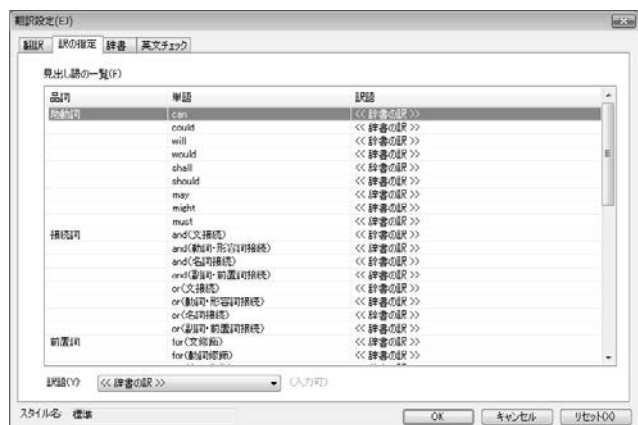 翻訳設定(EJ)
翻訳 訳の指定 辞書 英文チェック
見出し語の一覧(F)
品詞 単語 訳語
助動詞 can << 辞書の訳 >>
could << 辞書の訳 >>
will << 辞書の訳 >>
would << 辞書の訳 >>
shall << 辞書の訳 >>
should << 辞書の訳 >>
may << 辞書の訳 >>
might << 辞書の訳 >>
must << 辞書の訳 >>
接続詞 and(文接続) << 辞書の訳 >>
and(動詞・形容詞接続) << 辞書の訳 >>
and(名詞接続) << 辞書の訳 >>
and(副詞・前置詞接続) << 辞書の訳 >>
or(文接続) << 辞書の訳 >>
or(動詞・形容詞接続) << 辞書の訳 >>
or(名詞接続) << 辞書の訳 >>
or(副詞・前置詞接続) << 辞書の訳 >>
前置詞 for(文修飾) << 辞書の訳 >>
for(動詞修飾) << 辞書の訳 >>
訳語(Y) << 辞書の訳 >> (入力可)
スタイル名 標準 OK キャンセル リセット(X)